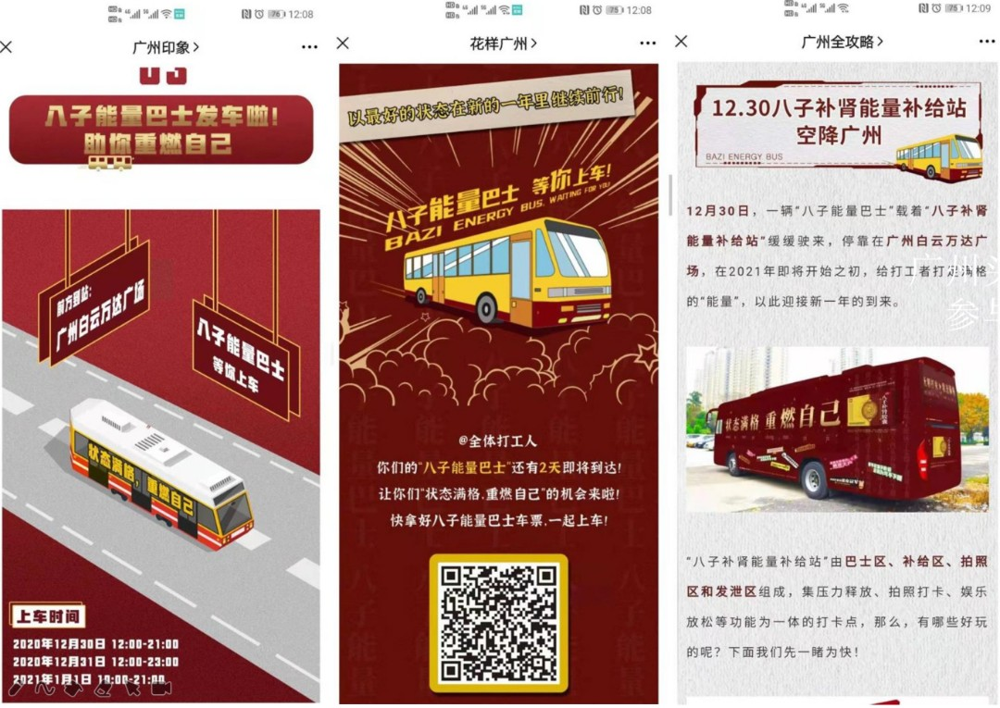 12:08
广州印象
八子能量巴士发车啦!
助你重燃自己
前方到站:
广州白云万达广场
八子能量巴士
等你上车
状态满格,重燃自己
上车时间
2020年12月30日 12:00-21:00
2020年12月31日 12:00-23:00
2021年1月1日 10:00-21:00
12:08
花样广州
以最好的状态在新的一年里继续前行!
八子能量巴士 等你上车!
BAZI ENERGY BUS, WAITING FOR YOU
@全体打工人
你们的"八子能量巴士"还有2天即将到达!
让你们"状态满格,重燃自己"的机会来啦!
快拿好八子能量巴士车票,一起上车!
12:09
广州全攻略
12.30八子补肾能量补给站
空降广州
BAZI ENERGY BUS
12月30日,一辆"八子能量巴士"载着"八子补肾
能量补给站"缓缓驶来,停靠在广州白云万达广
场,在2021年即将开始之初,给打工者打满格
的"能量",以此迎接新一年的到来。
广州
参与
状态满格 重燃自己
"八子补肾能量补给站"由巴士区、补给区、拍照
区和发泄区组成,集压力释放、拍照打卡、娱乐
放松等功能为一体的打卡点,那么,有哪些好玩
的呢?下面我们先一睹为快!